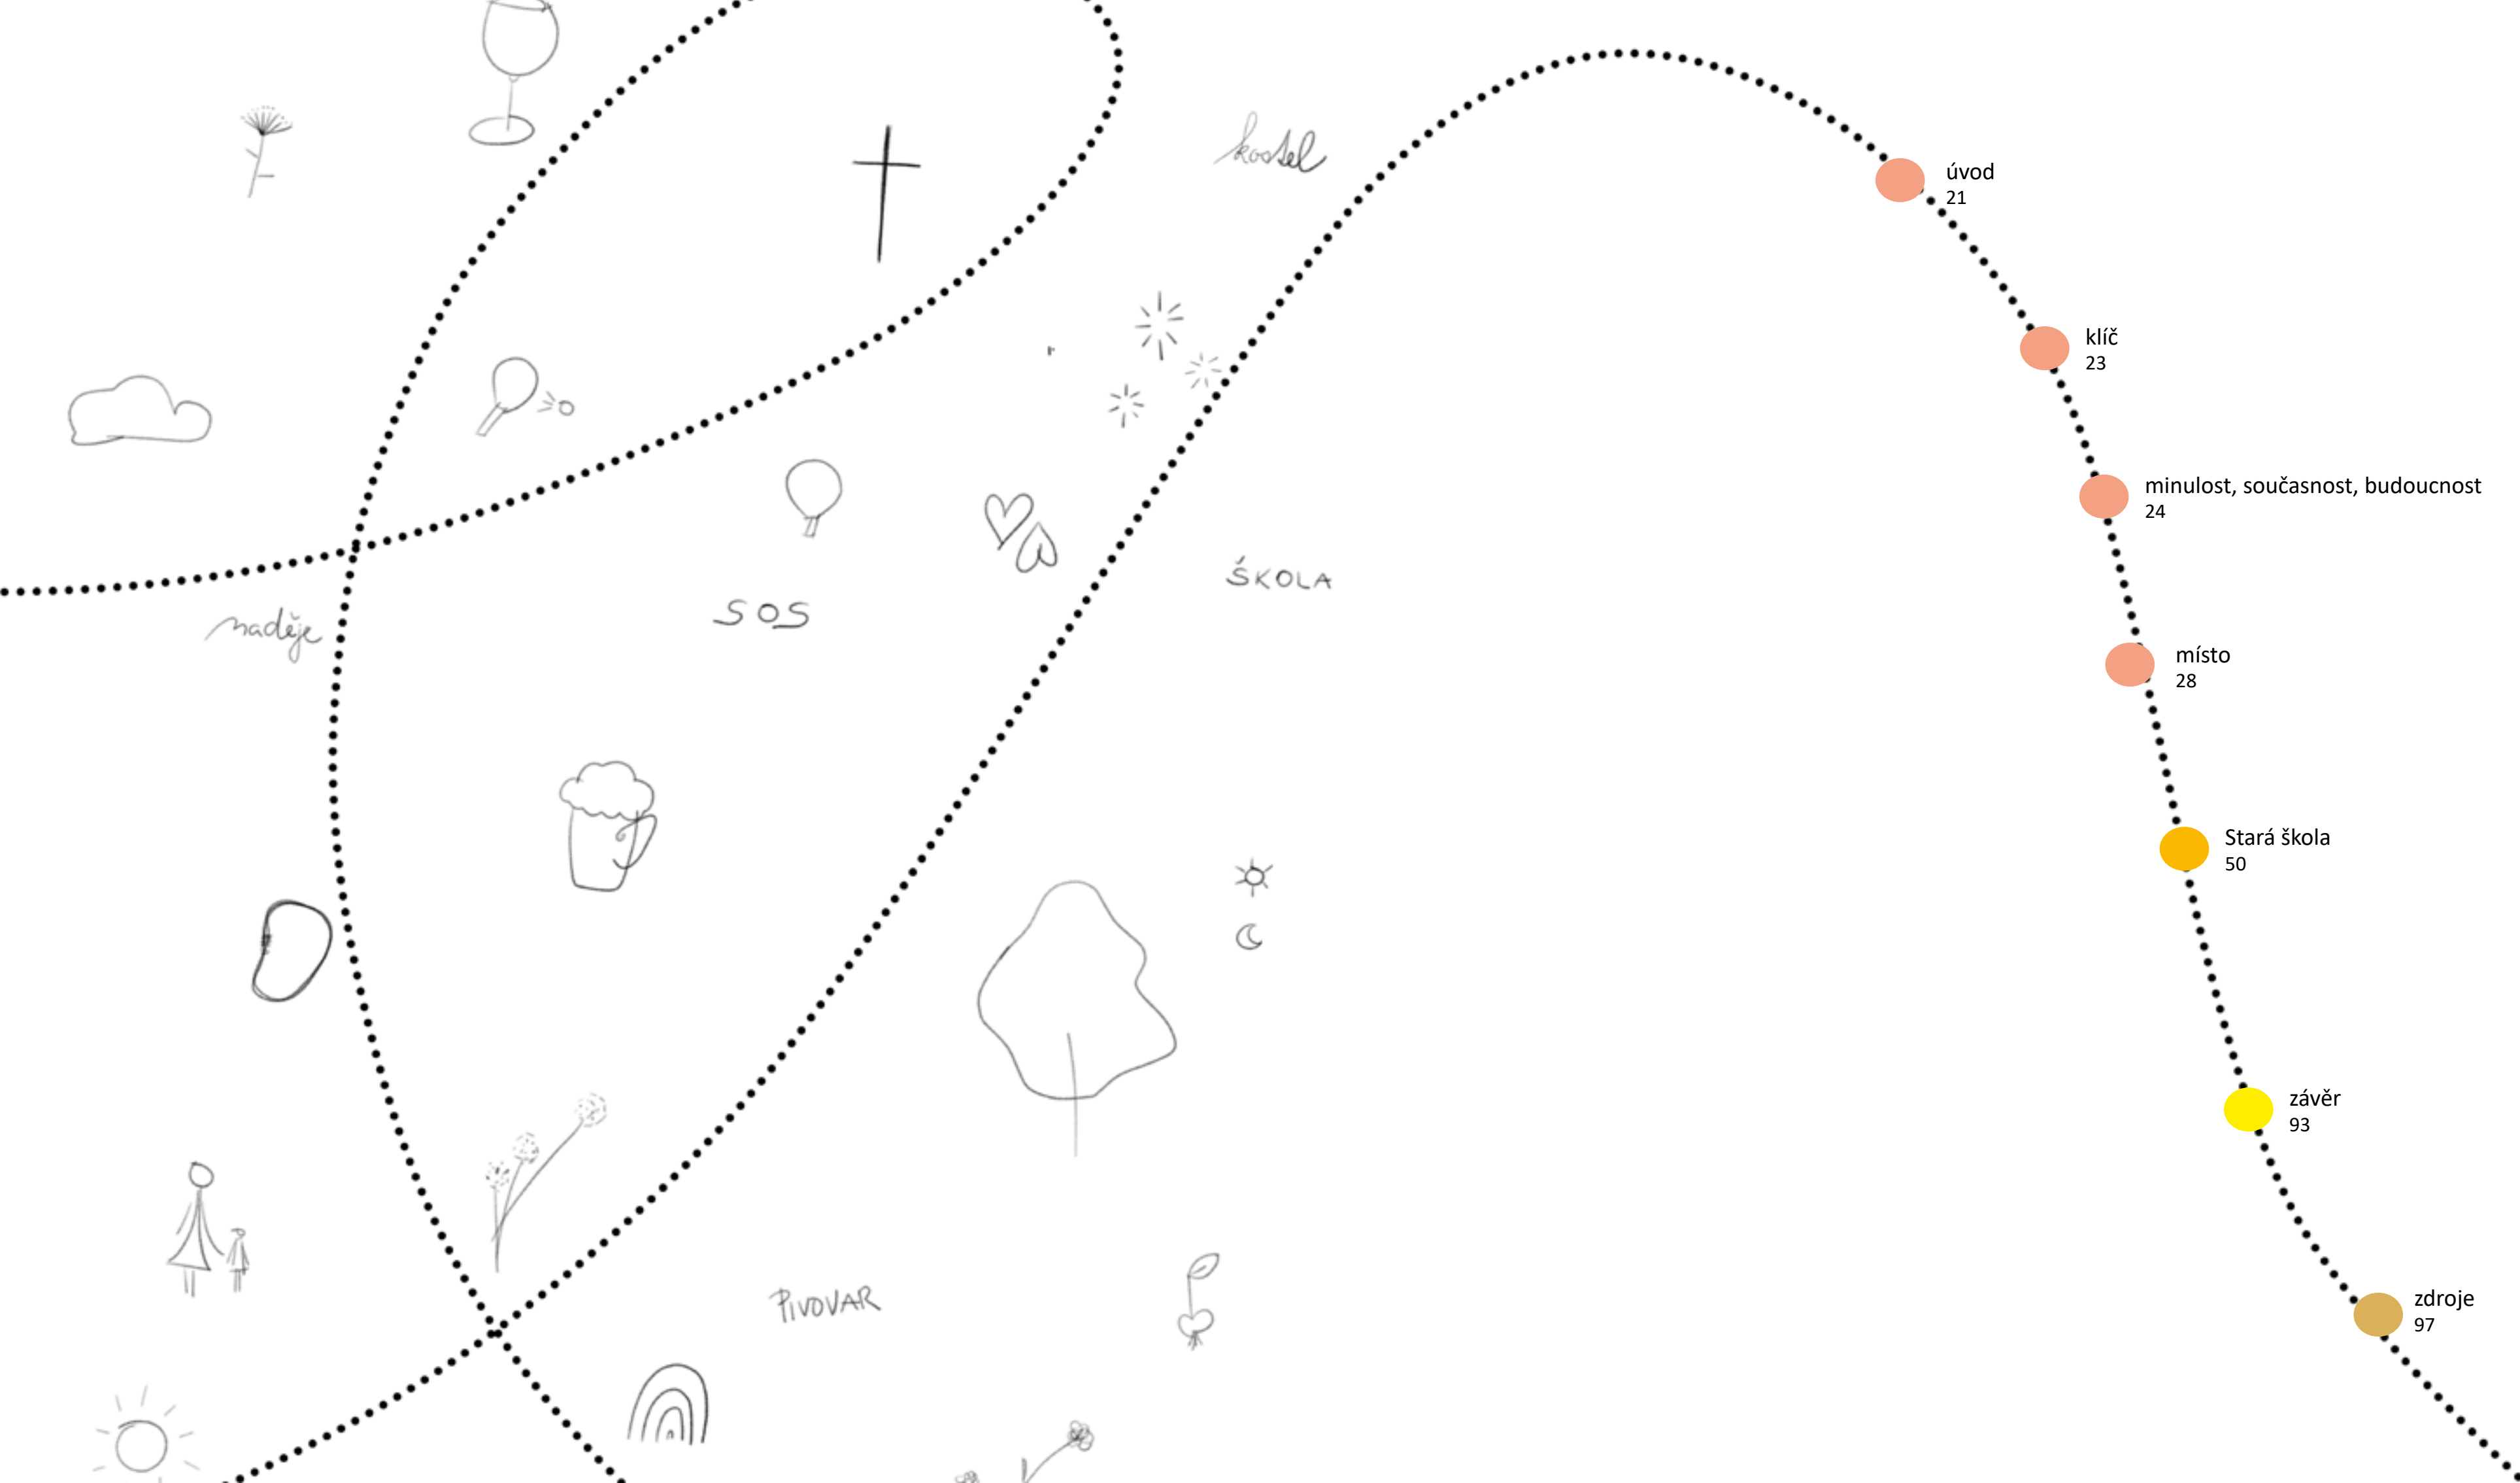 kostel
naděje
SOS
ŠKOLA
PIVOVAR
úvod
21
klíč
23
minulost, současnost, budoucnost
24
místo
28
Stará škola
50
závěr
93
zdroje
97